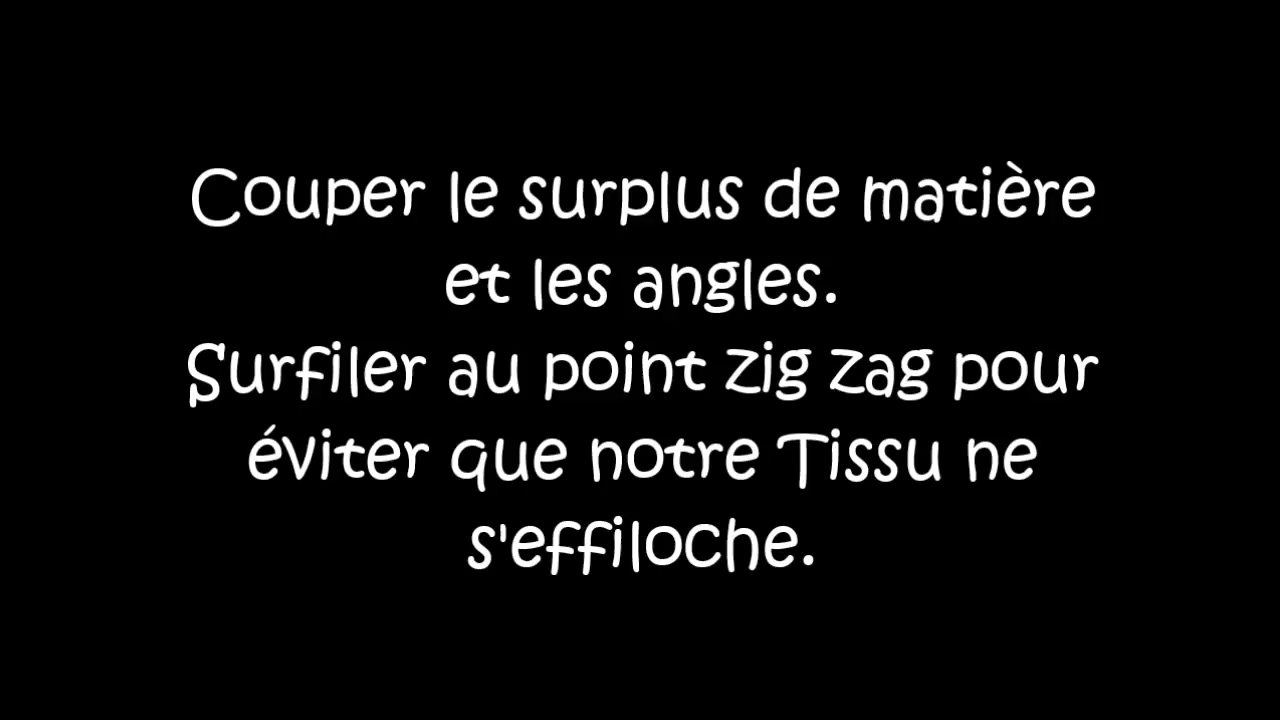 Couper le surplus de matière
et les angles.
Surfiler au point zig zag pour
éviter que notre Tissu ne
s'effiloche.